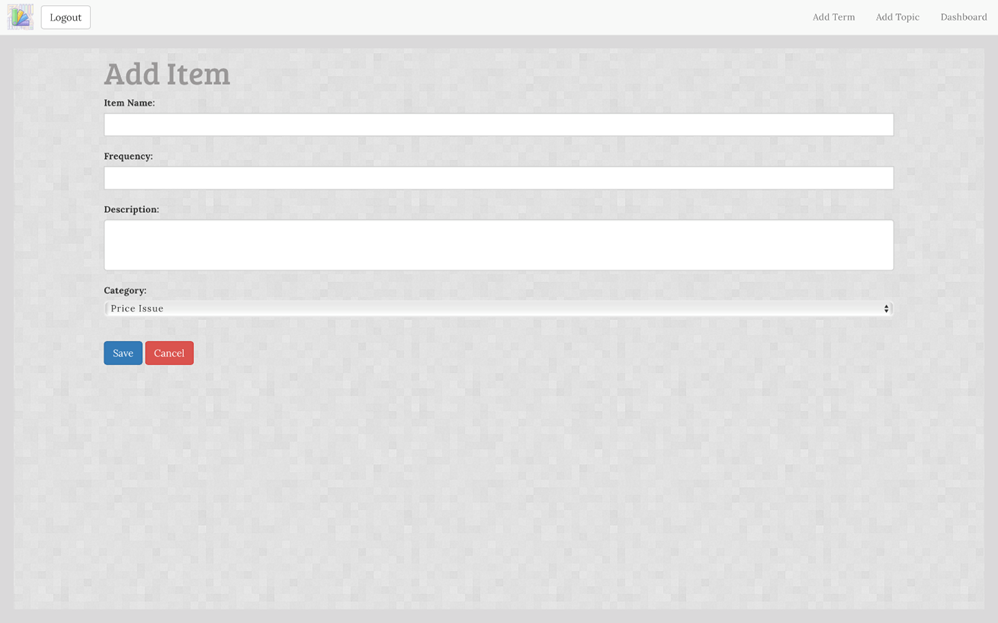 Logout
Add Term
Add Topic
Dashboard
Add Item
Item Name:
Frequency:
Description:
Category:
Price Issue
Save
Cancel